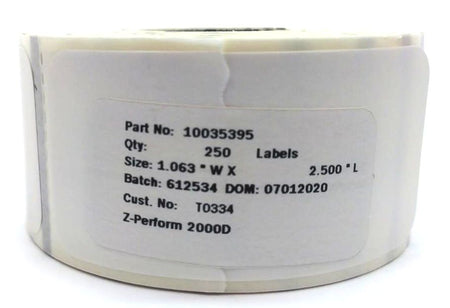 Part No: 10035395
Qty: 250 Labels
Size: 1.063 " W X 2.500 " L
Batch: 612534 DOM: 07012020
Cust. No: T0334
Z-Perform 2000D